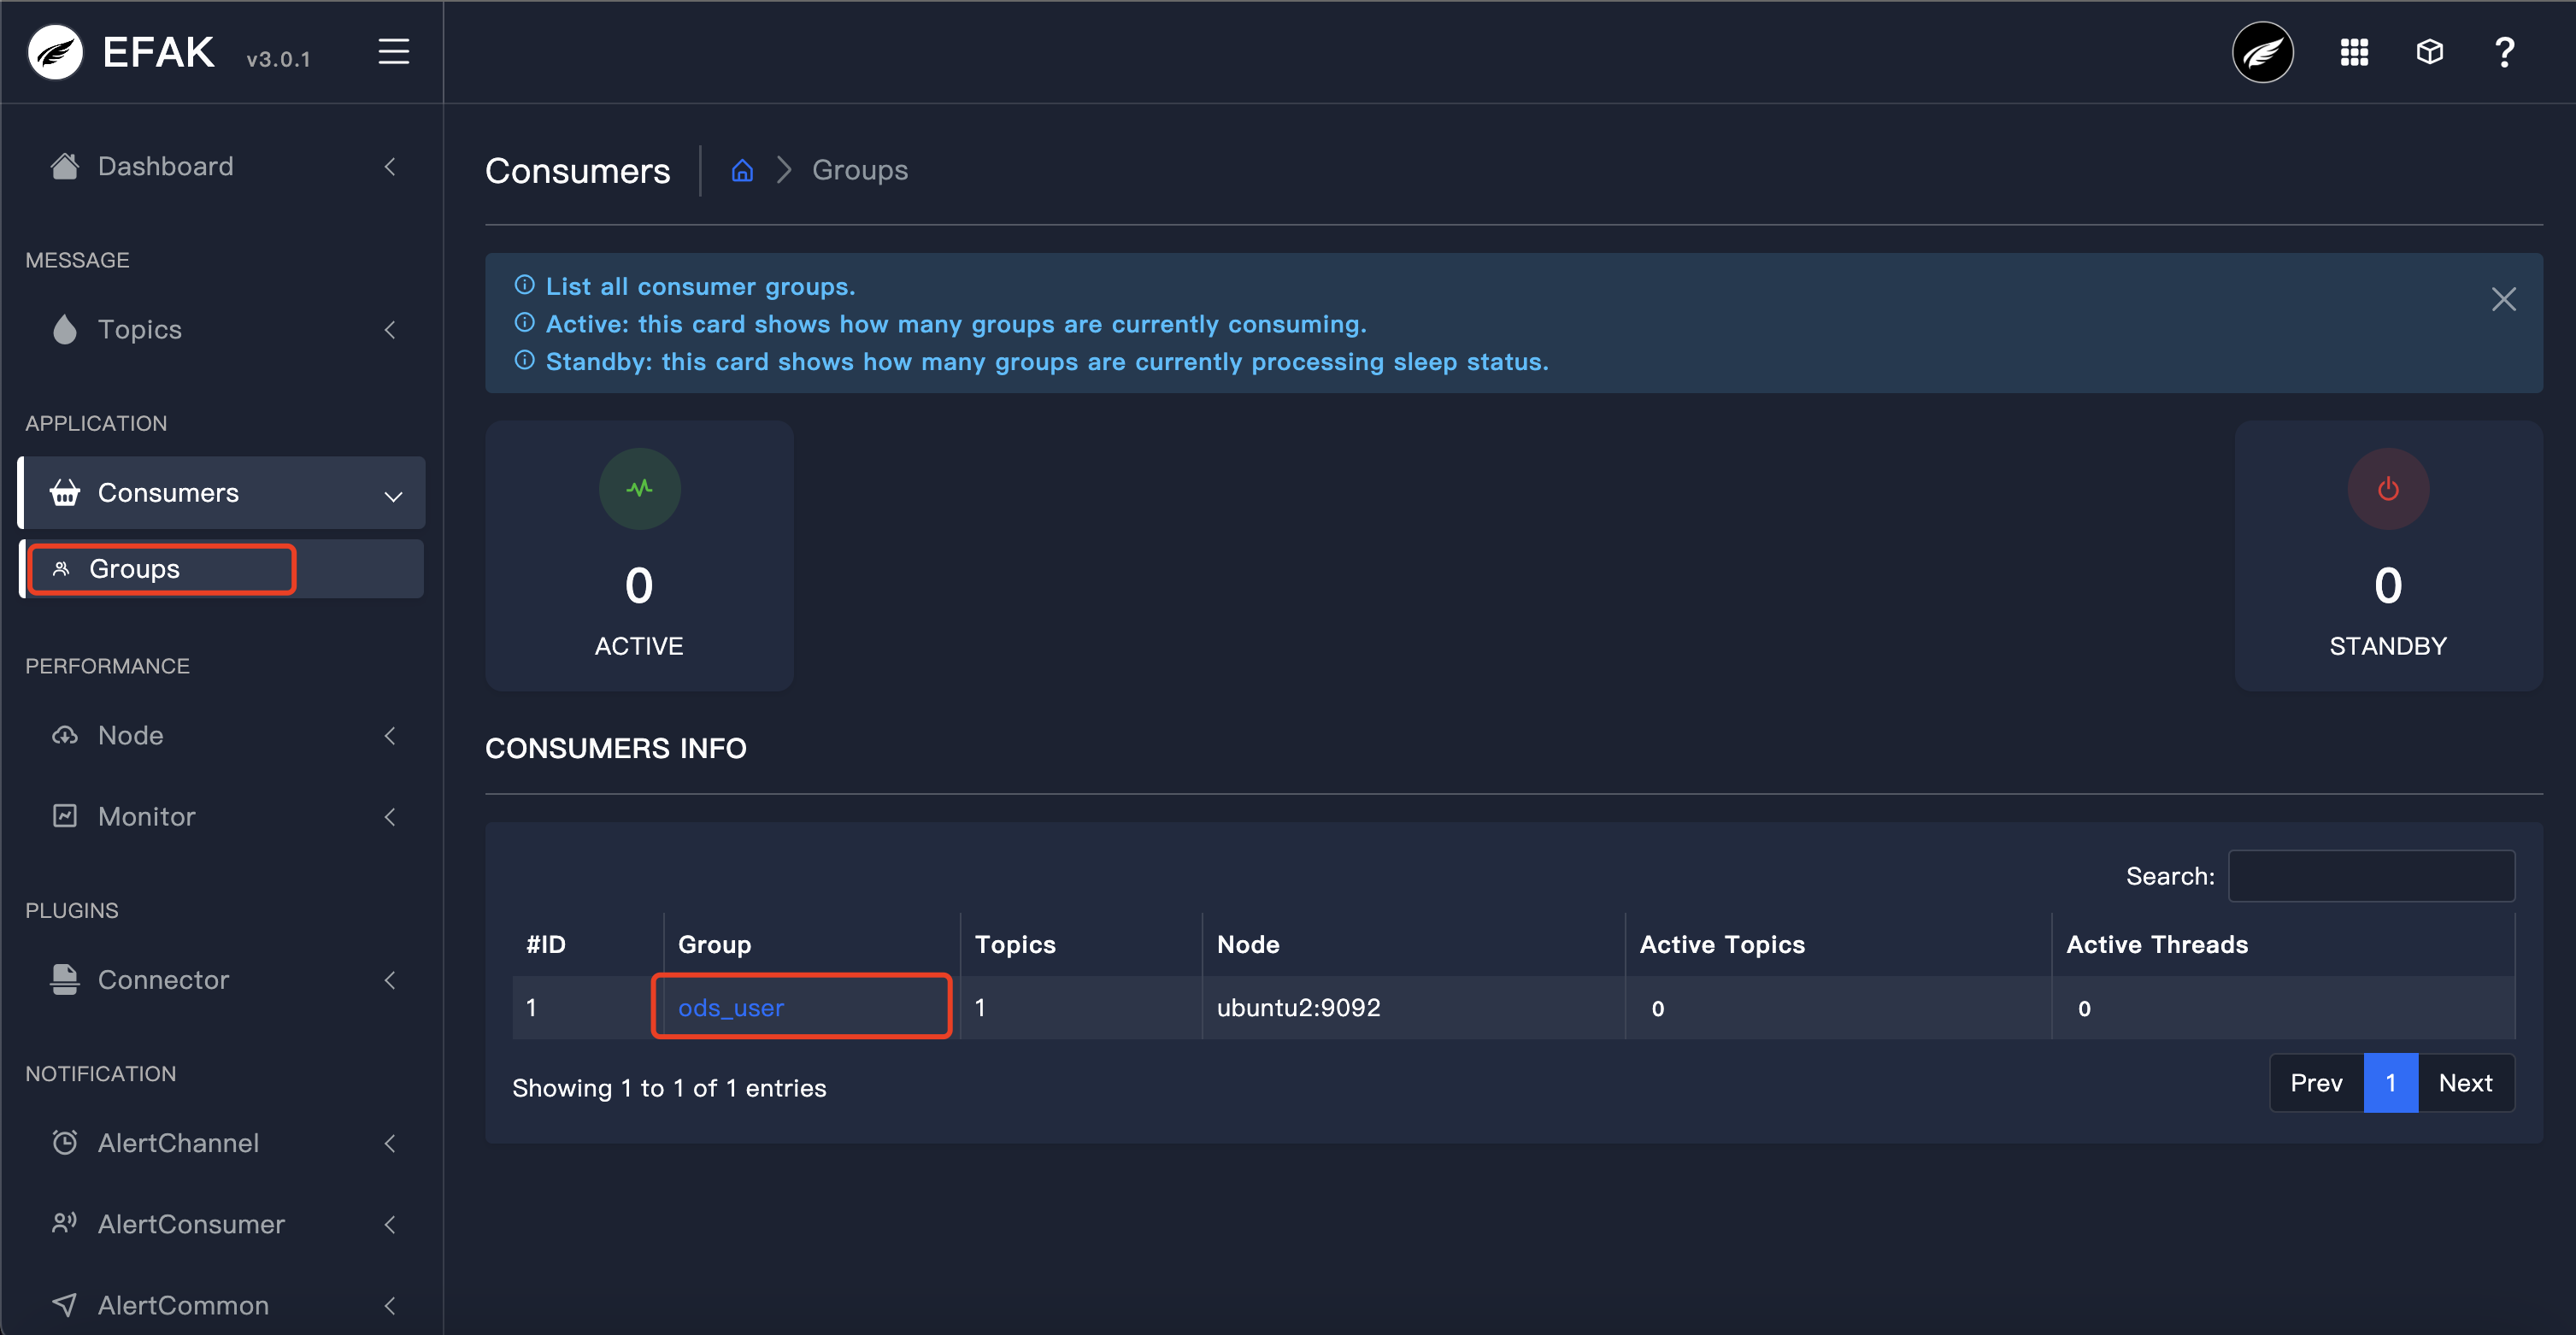 EFAK v3.0.1
Dashboard
MESSAGE
Topics
APPLICATION
Consumers
Groups
PERFORMANCE
Node
Monitor
PLUGINS
Connector
NOTIFICATION
AlertChannel
AlertConsumer
AlertCommon
?
Consumers
Groups
List all consumer groups.
Active: this card shows how many groups are currently consuming.
Standby: this card shows how many groups are currently processing sleep status.
0
ACTIVE
0
STANDBY
CONSUMERS INFO
Search:
#ID Group Topics Node Active Topics Active Threads
1 ods_user 1 ubuntu2:9092 0 0
Showing 1 to 1 of 1 entries
Prev 1 Next